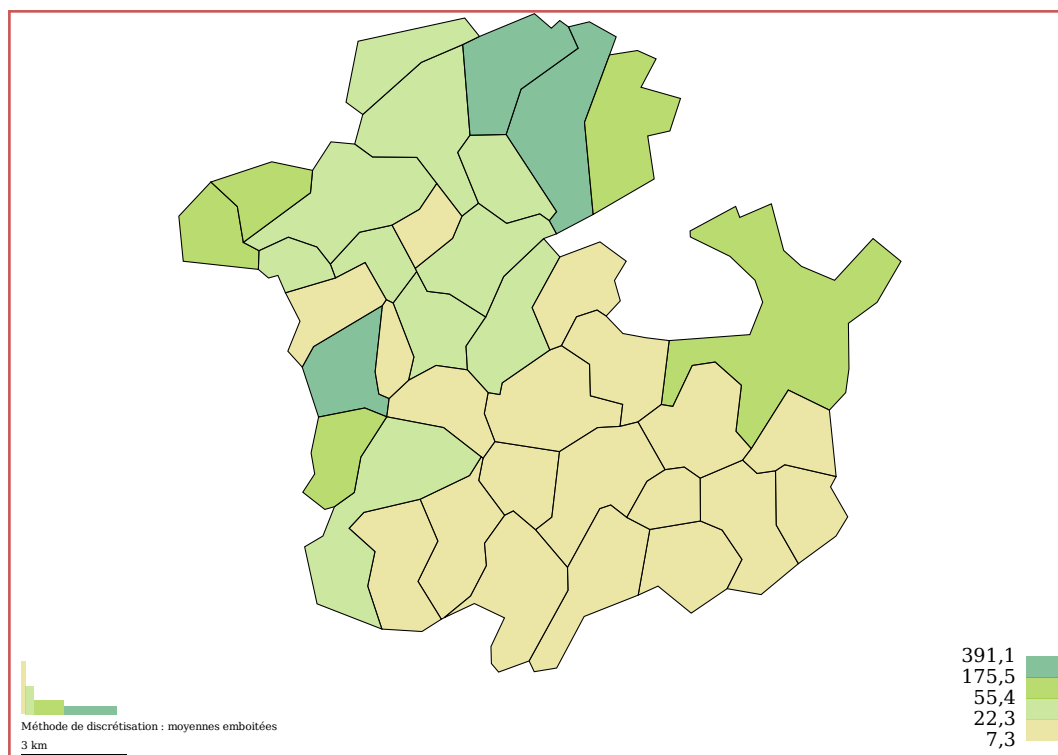 391,1
175,5
55,4
22,3
7,3
Méthode de discrétisation : moyennes emboitées
3 km